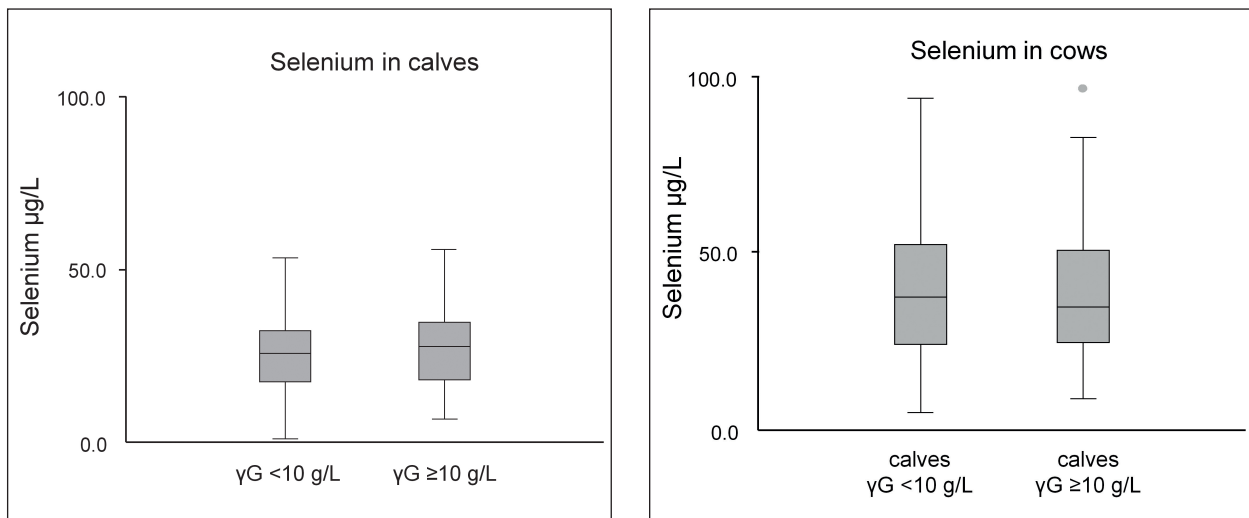 Selenium in calves
Selenium µg/L
100.0
50.0
0.0
γG <10 g/L
γG ≥10 g/L
Selenium in cows
Selenium µg/L
100.0
50.0
0.0
calves
γG <10 g/L
calves
γG ≥10 g/L